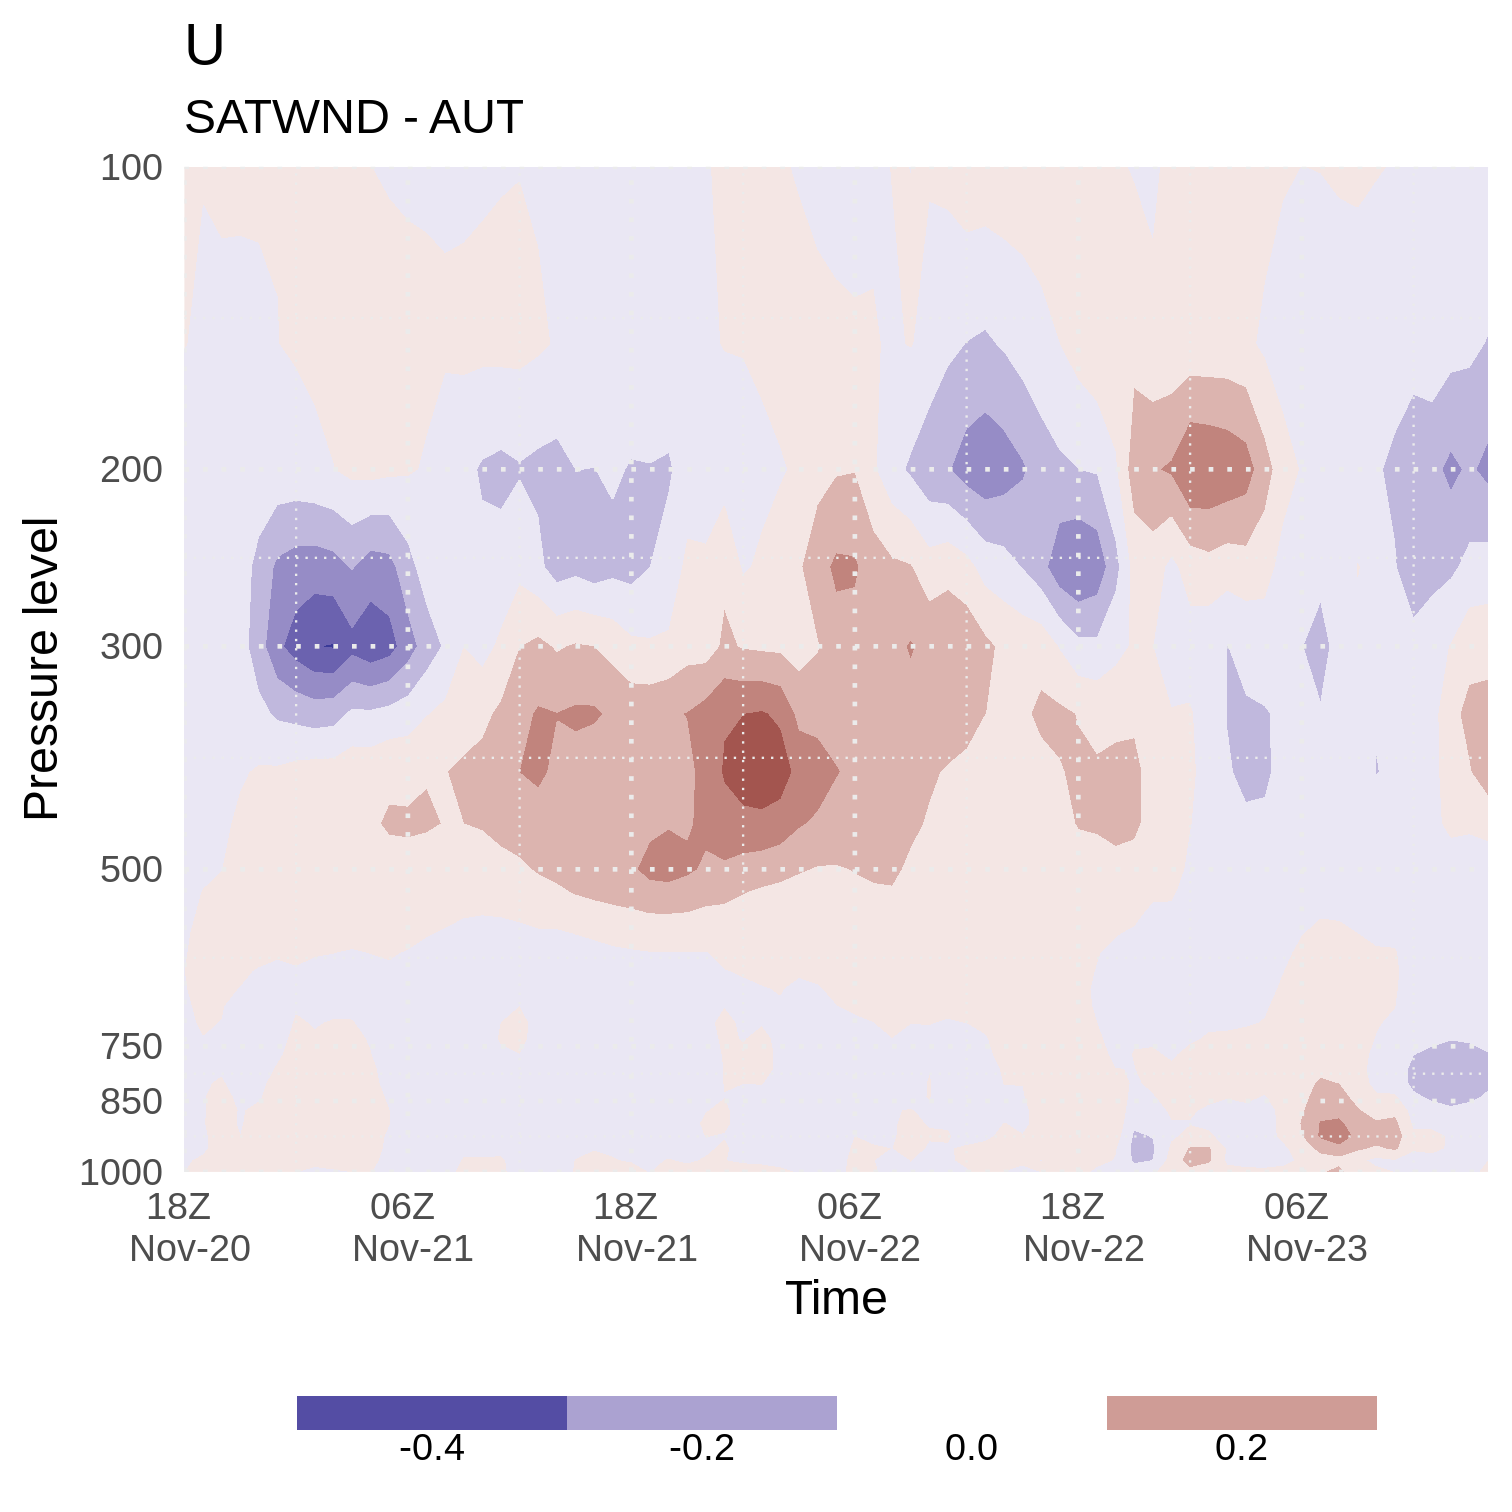 U
SATWND - AUT
100
200
300
500
750
850
1000
Pressure level
18Z 06Z 18Z 06Z 18Z 06Z
Nov-20 Nov-21 Nov-21 Nov-22 Nov-22 Nov-23
Time
-0.4 -0.2 0.0 0.2